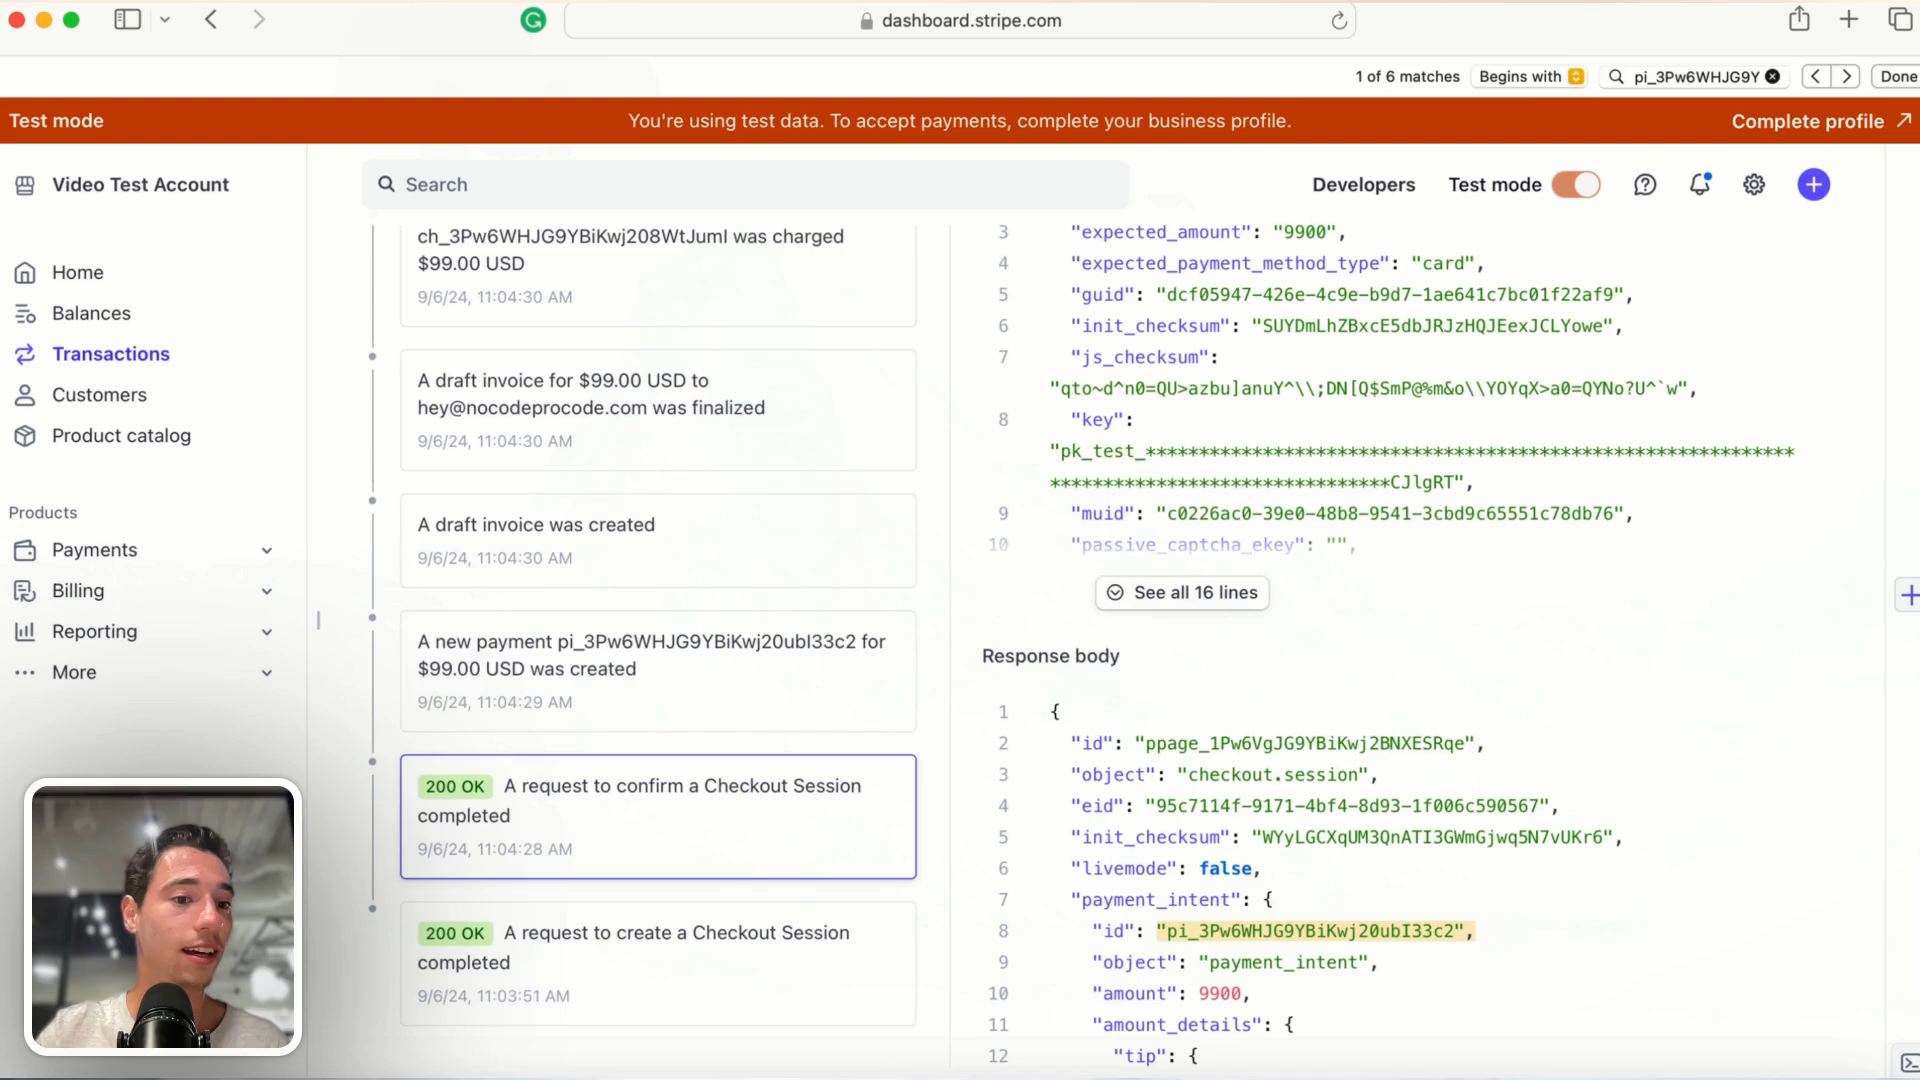 dashboard.stripe.com
1 of 6 matches
Begins with
pi_3Pw6WHJG9Y
Done
Test mode
You're using test data. To accept payments, complete your business profile.
Complete profile
Video Test Account
Search
Developers
Test mode
Home
Balances
Transactions
Customers
Product catalog
Products
Payments
Billing
Reporting
More
ch_3Pw6WHJG9YBiKwj208WtJumI was charged
$99.00 USD
9/6/24, 11:04:30 AM
A draft invoice for $99.00 USD to
hey@nocodeprocode.com was finalized
9/6/24, 11:04:30 AM
A draft invoice was created
9/6/24, 11:04:30 AM
A new payment pi_3Pw6WHJG9YBiKwj20ubI33c2 for
$99.00 USD was created
9/6/24, 11:04:29 AM
200 OK A request to confirm a Checkout Session
completed
9/6/24, 11:04:28 AM
200 OK A request to create a Checkout Session
completed
9/6/24, 11:03:51 AM
3 "expected_amount": "9900",
4 "expected_payment_method_type": "card",
5 "guid": "dcf05947-426e-4c9e-b9d7-1ae641c7bc01f22af9",
6 "init_checksum": "SUYDmLhZBxcE5dbJRJzHQJEexJCLYowe",
7 "js_checksum":
"qto~d^n0=QU>azbu]anuY^\\;DN[Q$SmP@%m&o\\YOYqX>a0=QYNo?U^`w",
8 "key":
"pk_test_*************************************************************
********************************CJlgRT",
9 "muid": "c0226ac0-39e0-48b8-9541-3cbd9c65551c78db76",
10 "passive_captcha_ekey": "",
See all 16 lines
Response body
1 {
2 "id": "ppage_1Pw6VgJG9YBiKwj2BNXESRqe",
3 "object": "checkout.session",
4 "eid": "95c7114f-9171-4bf4-8d93-1f006c590567",
5 "init_checksum": "WYyLGCXqUM3QnATI3GWmGjwq5N7vUKr6",
6 "livemode": false,
7 "payment_intent": {
8 "id": "pi_3Pw6WHJG9YBiKwj20ubI33c2",
9 "object": "payment_intent",
10 "amount": 9900,
11 "amount_details": {
12 "tip": {